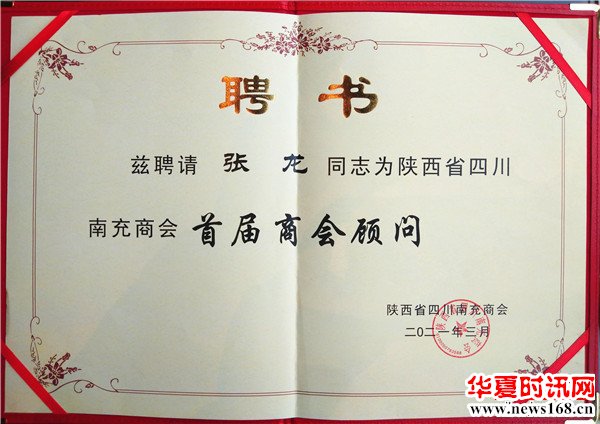 聘书
兹聘请 张龙 同志为陕西省四川
南充商会 首届商会顾问
陕西省四川南充商会
二〇二一年三月
华夏时讯网
www.news168.cn